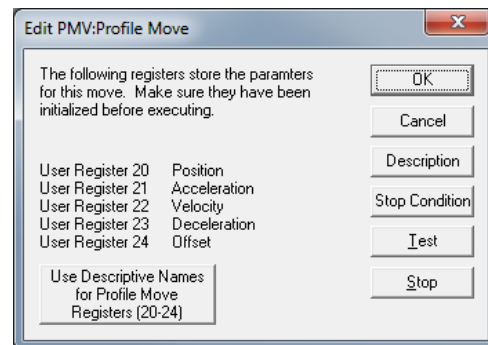 Edit PMV:Profile Move
The following registers store the paramters
for this move. Make sure they have been
initialized before executing.
User Register 20 Position
User Register 21 Acceleration
User Register 22 Velocity
User Register 23 Deceleration
User Register 24 Offset
Use Descriptive Names
for Profile Move
Registers (20-24)
OK
Cancel
Description
Stop Condition
Test
Stop